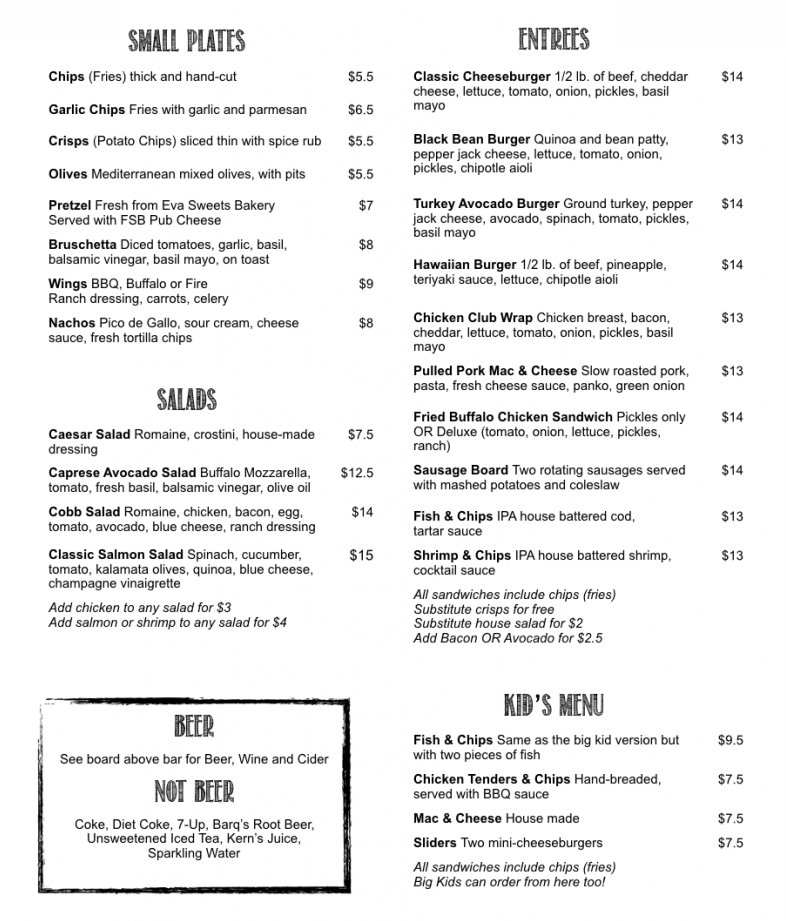 SMALL PLATES
Chips (Fries) thick and hand-cut $5.5
Garlic Chips Fries with garlic and parmesan $6.5
Crisps (Potato Chips) sliced thin with spice rub $5.5
Olives Mediterranean mixed olives, with pits $5.5
Pretzel Fresh from Eva Sweets Bakery $7
Served with FSB Pub Cheese
Bruschetta Diced tomatoes, garlic, basil, $8
balsamic vinegar, basil mayo, on toast
Wings BBQ, Buffalo or Fire $9
Ranch dressing, carrots, celery
Nachos Pico de Gallo, sour cream, cheese $8
sauce, fresh tortilla chips
SALADS
Caesar Salad Romaine, crostini, house-made $7.5
dressing
Caprese Avocado Salad Buffalo Mozzarella, $12.5
tomato, fresh basil, balsamic vinegar, olive oil
Cobb Salad Romaine, chicken, bacon, egg, $14
tomato, avocado, blue cheese, ranch dressing
Classic Salmon Salad Spinach, cucumber, $15
tomato, kalamata olives, quinoa, blue cheese,
champagne vinaigrette
Add chicken to any salad for $3
Add salmon or shrimp to any salad for $4
BEER
See board above bar for Beer, Wine and Cider
NOT BEER
Coke, Diet Coke, 7-Up, Barq's Root Beer,
Unsweetened Iced Tea, Kern's Juice,
Sparkling Water
ENTREES
Classic Cheeseburger 1/2 lb. of beef, cheddar $14
cheese, lettuce, tomato, onion, pickles, basil
mayo
Black Bean Burger Quinoa and bean patty, $13
pepper jack cheese, lettuce, tomato, onion,
pickles, chipotle aioli
Turkey Avocado Burger Ground turkey, pepper $14
jack cheese, avocado, spinach, tomato, pickles,
basil mayo
Hawaiian Burger 1/2 lb. of beef, pineapple, $14
teriyaki sauce, lettuce, chipotle aioli
Chicken Club Wrap Chicken breast, bacon, $13
cheddar, lettuce, tomato, onion, pickles, basil
mayo
Pulled Pork Mac & Cheese Slow roasted pork, $13
pasta, fresh cheese sauce, panko, green onion
Fried Buffalo Chicken Sandwich Pickles only $14
OR Deluxe (tomato, onion, lettuce, pickles,
ranch)
Sausage Board Two rotating sausages served $14
with mashed potatoes and coleslaw
Fish & Chips IPA house battered cod, $13
tartar sauce
Shrimp & Chips IPA house battered shrimp, $13
cocktail sauce
All sandwiches include chips (fries)
Substitute crisps for free
Substitute house salad for $2
Add Bacon OR Avocado for $2.5
KID'S MENU
Fish & Chips Same as the big kid version but $9.5
with two pieces of fish
Chicken Tenders & Chips Hand-breaded, $7.5
served with BBQ sauce
Mac & Cheese House made $7.5
Sliders Two mini-cheeseburgers $7.5
All sandwiches include chips (fries)
Big Kids can order from here too!